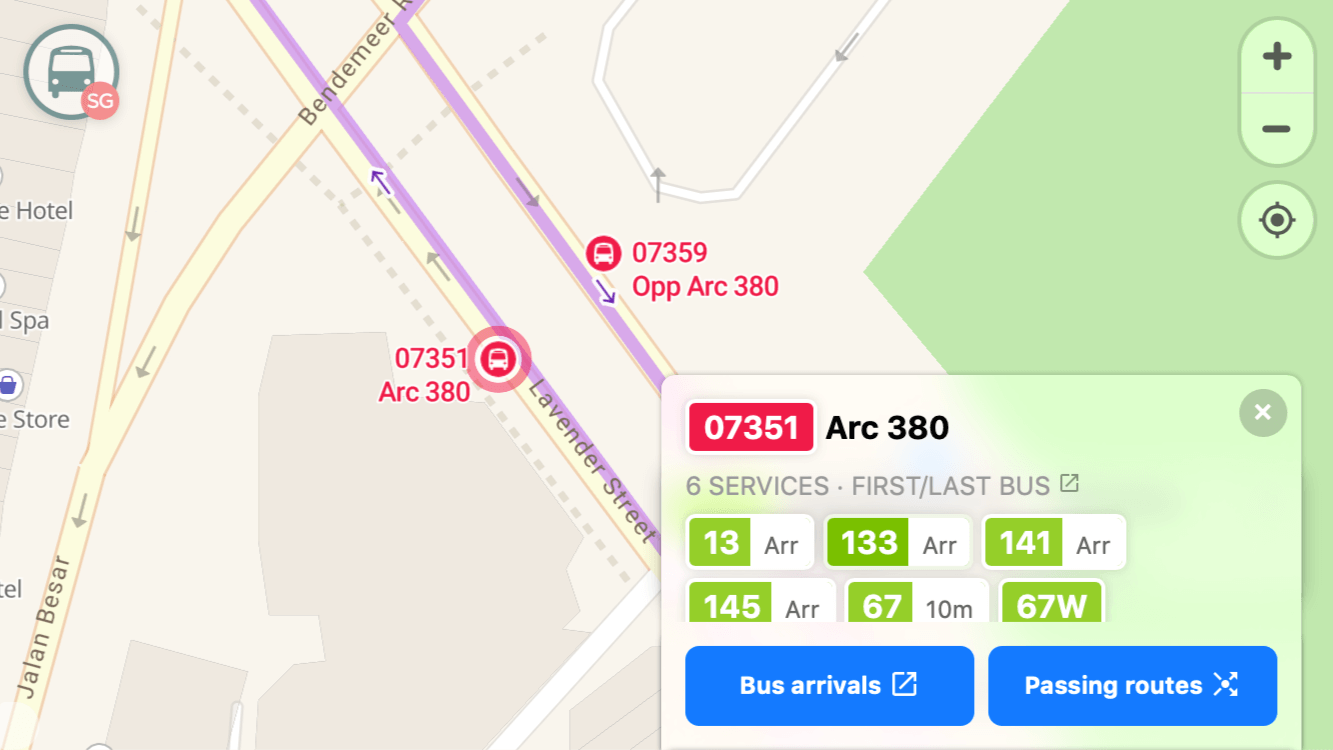 SG
Bendemeer R
e Hotel
07359
Opp Arc 380
l Spa
07351
Arc 380
Lavender Street
e Store
tel
Jalan Besar
07351 Arc 380
6 SERVICES · FIRST/LAST BUS
13 Arr 133 Arr 141 Arr
145 Arr 67 10m 67W
Bus arrivals Passing routes